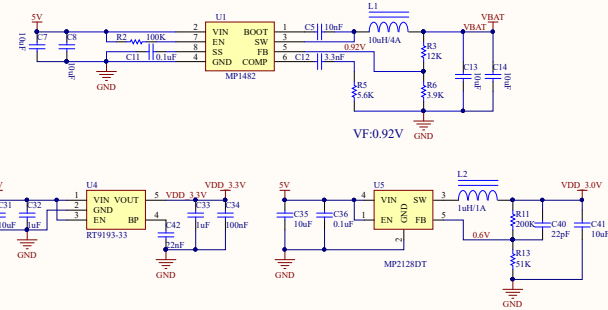 5V
U1
C5 10nF
L1
VBAT
VBAT
C7
10uF
C8
10uF
R2 100K
2 VIN BOOT 1
7 EN SW 3
8 SS FB 5
4 GND COMP 6
MP1482
C11 0.1uF
GND
0.92V
C12 3.3nF
10uH/4A
R3
12K
R5
5.6K
R6
3.9K
C13
10uF
C14
10uF
VF:0.92V
GND
C31
10uF
C32
1uF
GND
U4
1 VIN VOUT 5
2 GND
3 EN BP 4
RT9193-33
VDD_3.3V
VDD_3.3V
C42
22nF
C33
1uF
C34
100nF
GND
5V
C35
10uF
C36
0.1uF
GND
U5
4 VIN SW 3
1 EN GND FB 5
2
MP2128DT
L2
1uH/1A
VDD_3.0V
0.6V
R11
200K
C40
22pF
C41
10uF
R13
51K
GND